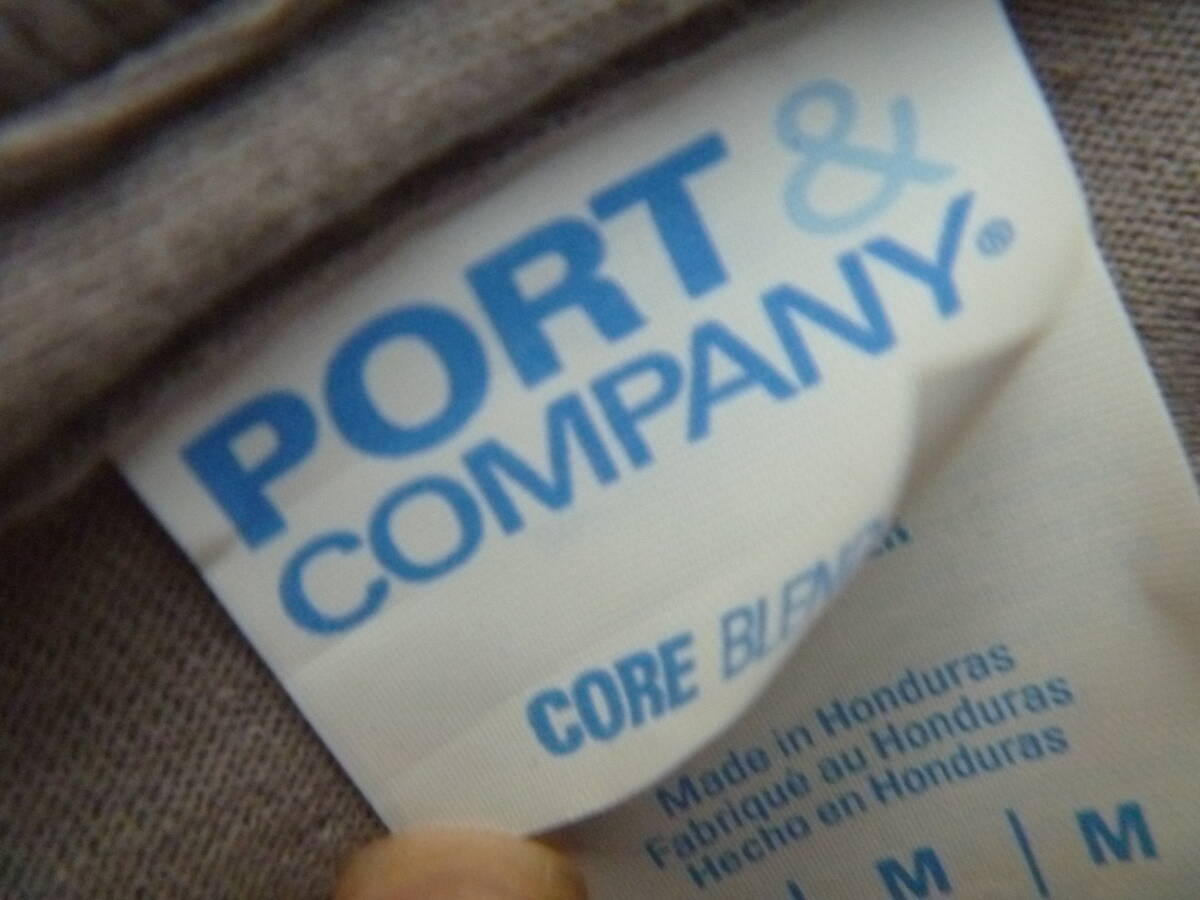 PORT &
COMPANY®
CORE
Made in Honduras
Fabriqué au Honduras
Hecho en Honduras
M | M